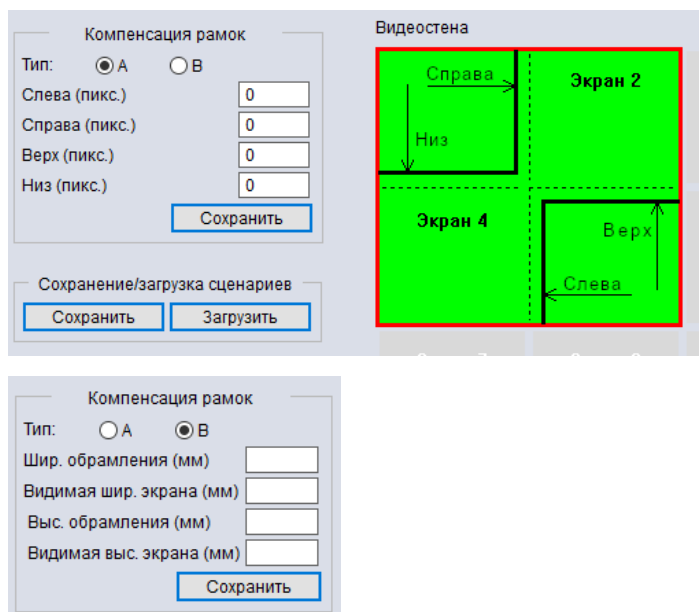 Компенсация рамок
Тип: A B
Слева (пикс.) 0
Справа (пикс.) 0
Верх (пикс.) 0
Низ (пикс.) 0
Сохранить
Сохранение/загрузка сценариев
Сохранить Загрузить
Видеостена
Справа
Экран 2
Низ
Экран 4
Верх
Слева
Компенсация рамок
Тип: A B
Шир. обрамления (мм)
Видимая шир. экрана (мм)
Выс. обрамления (мм)
Видимая выс. экрана (мм)
Сохранить